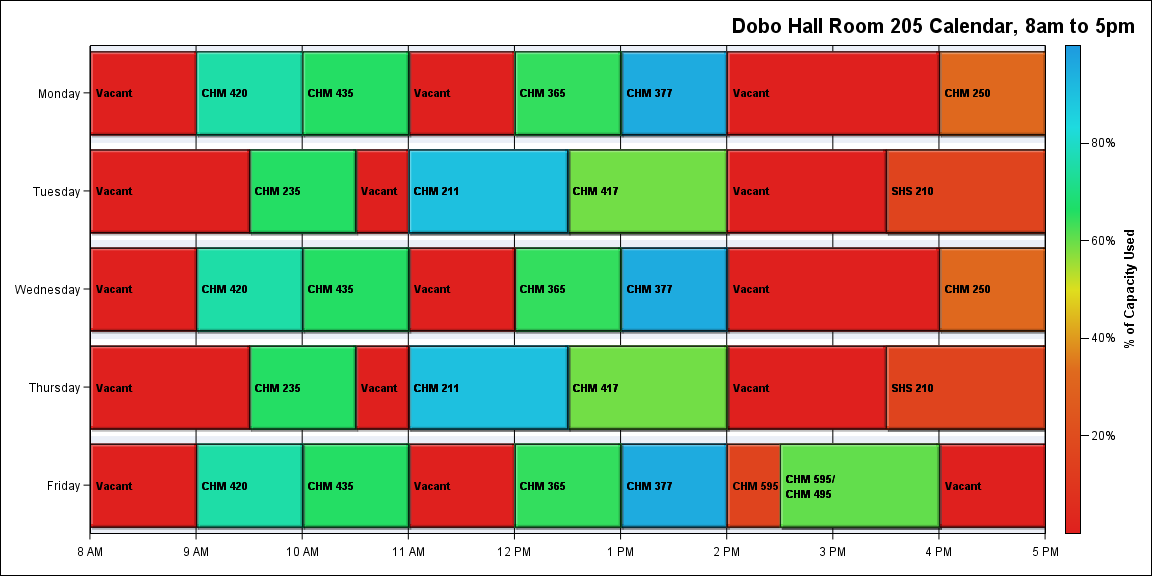 Dobo Hall Room 205 Calendar, 8am to 5pm
Monday
Vacant
CHM 420
CHM 435
Vacant
CHM 365
CHM 377
Vacant
CHM 250
Tuesday
Vacant
CHM 235
Vacant
CHM 211
CHM 417
Vacant
SHS 210
Wednesday
Vacant
CHM 420
CHM 435
Vacant
CHM 365
CHM 377
Vacant
CHM 250
Thursday
Vacant
CHM 235
Vacant
CHM 211
CHM 417
Vacant
SHS 210
Friday
Vacant
CHM 420
CHM 435
Vacant
CHM 365
CHM 377
CHM 595
CHM 595/
CHM 495
Vacant
8 AM
9 AM
10 AM
11 AM
12 PM
1 PM
2 PM
3 PM
4 PM
5 PM
80%
60%
40%
20%
% of Capacity Used